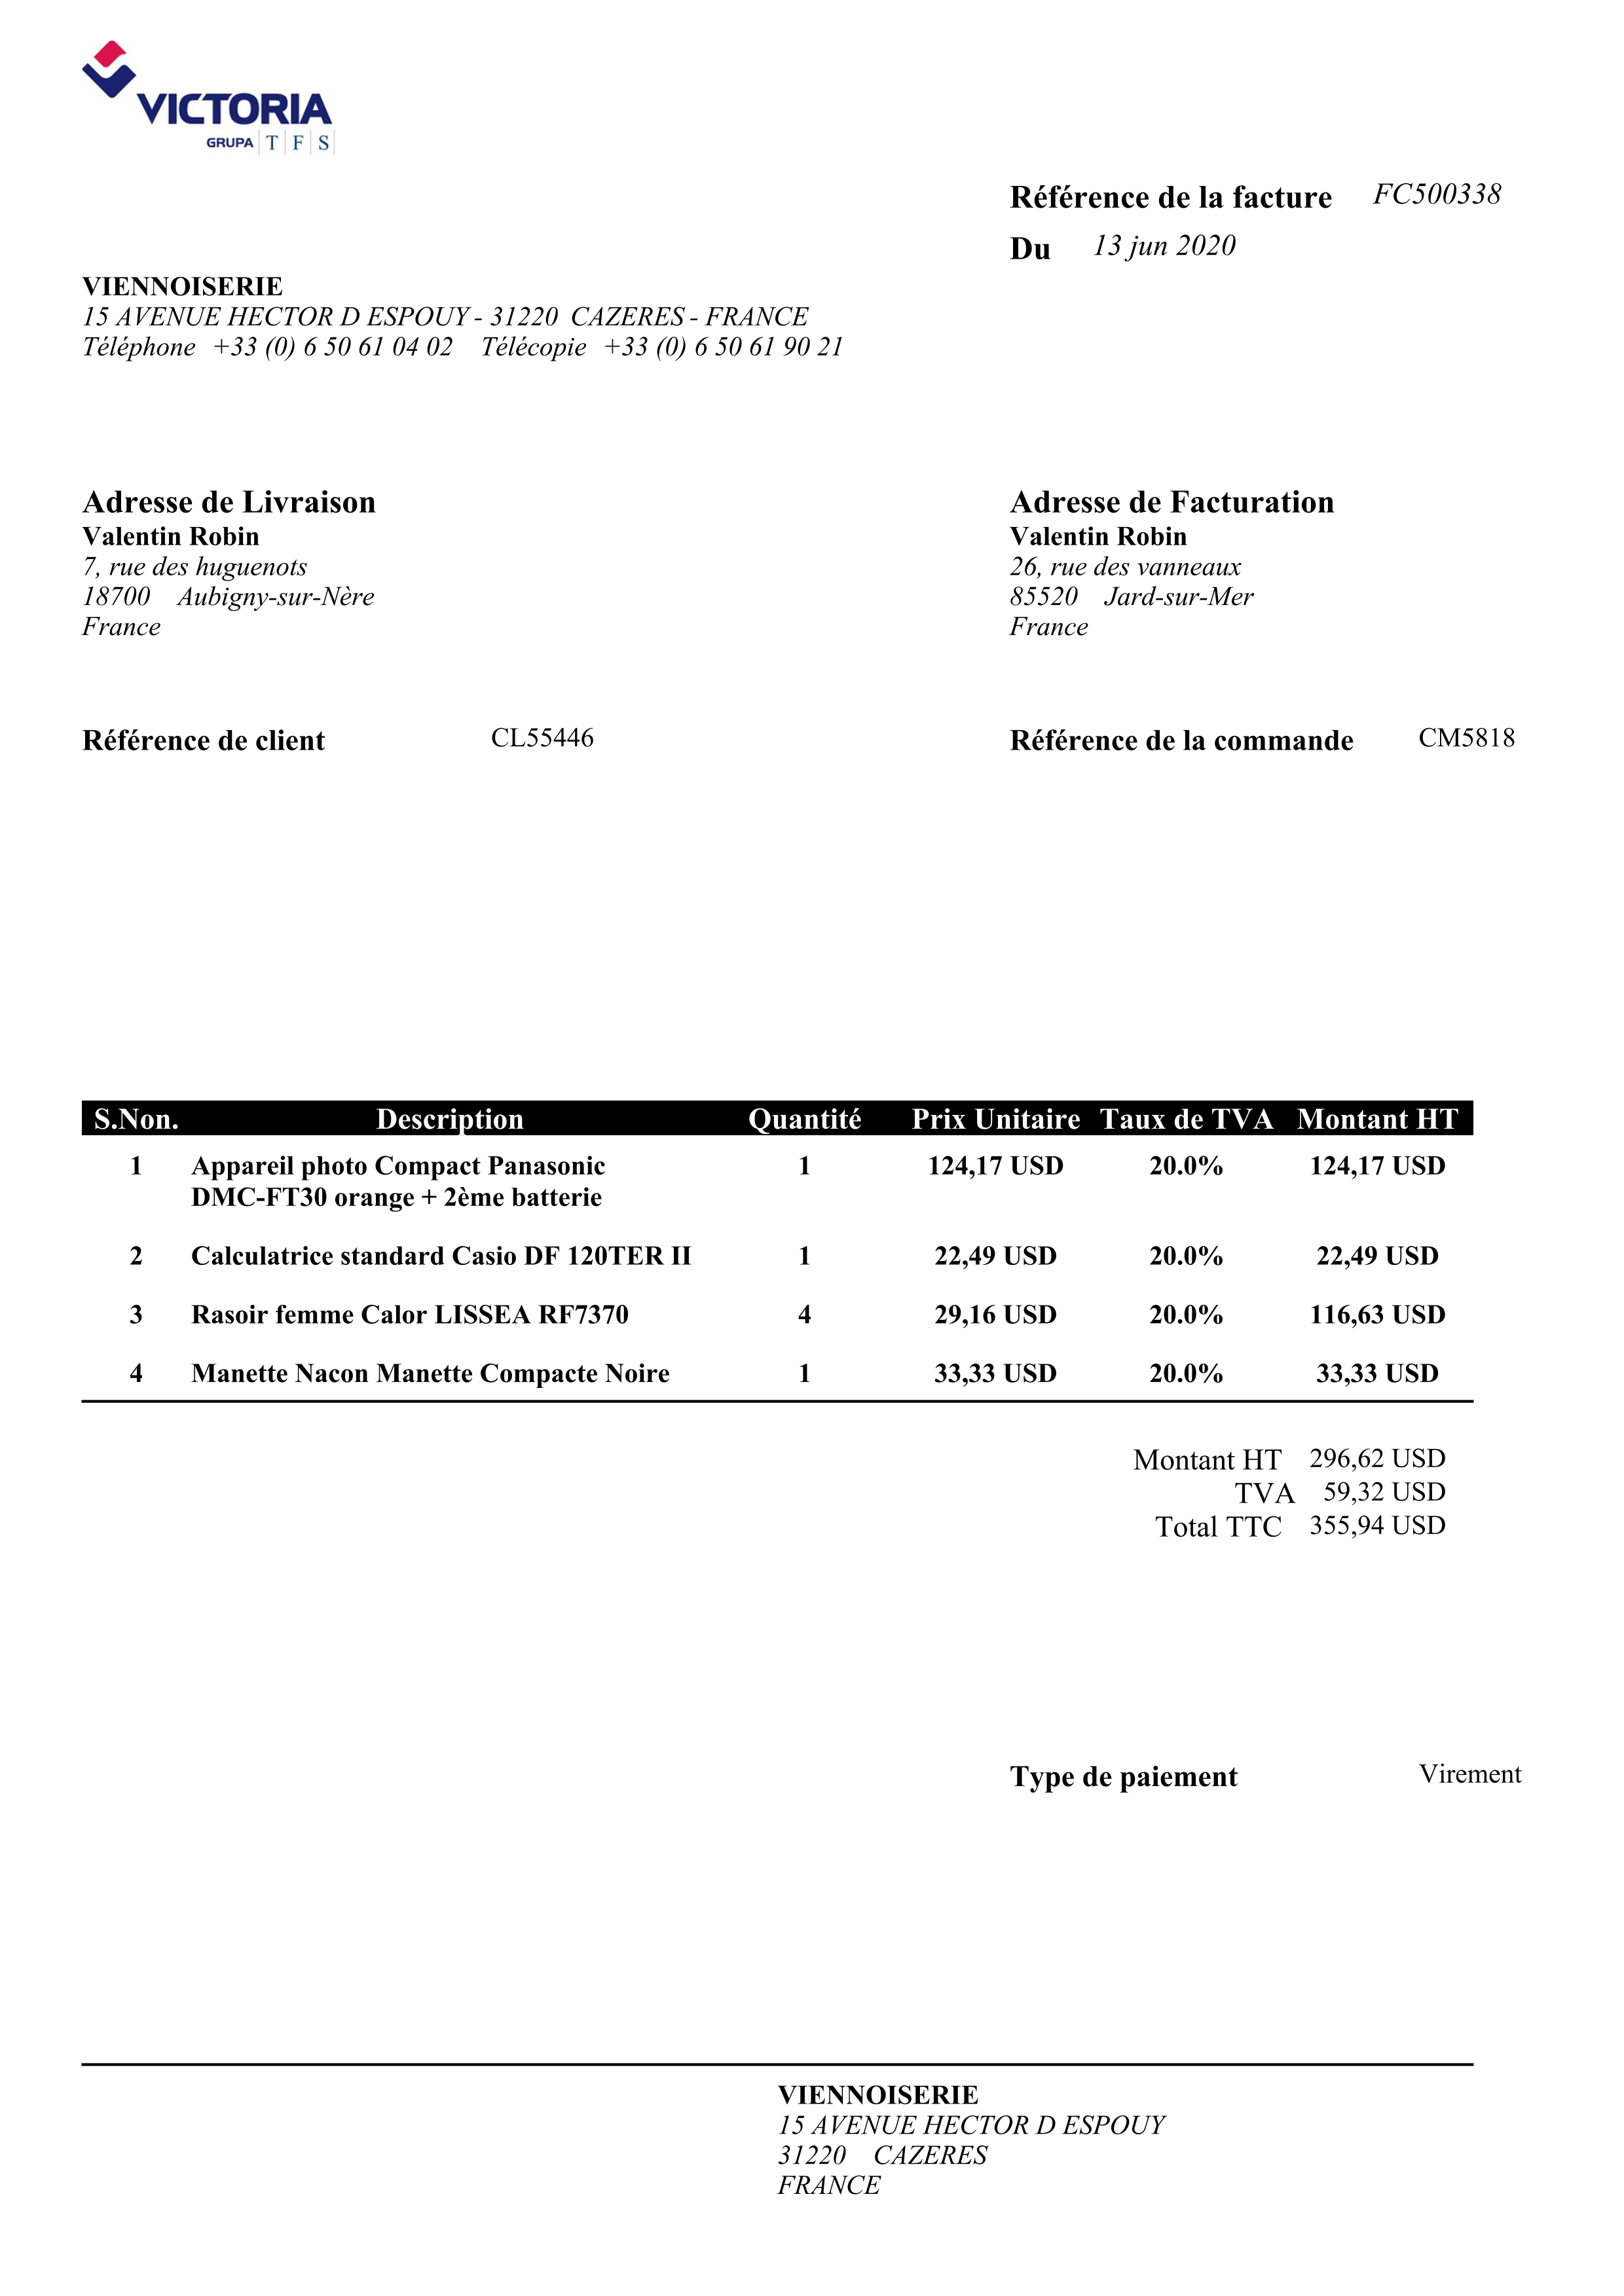 VICTORIA
GRUPA T F S
Référence de la facture FC500338
Du 13 jun 2020
VIENNOISERIE
15 AVENUE HECTOR D ESPOUY - 31220 CAZERES - FRANCE
Téléphone +33 (0) 6 50 61 04 02 Télécopie +33 (0) 6 50 61 90 21
Adresse de Livraison
Valentin Robin
7, rue des huguenots
18700 Aubigny-sur-Nère
France
Adresse de Facturation
Valentin Robin
26, rue des vanneaux
85520 Jard-sur-Mer
France
Référence de client CL55446
Référence de la commande CM5818
S.Non. Description Quantité Prix Unitaire Taux de TVA Montant HT
1 Appareil photo Compact Panasonic 1 124,17 USD 20.0% 124,17 USD
DMC-FT30 orange + 2ème batterie
2 Calculatrice standard Casio DF 120TER II 1 22,49 USD 20.0% 22,49 USD
3 Rasoir femme Calor LISSEA RF7370 4 29,16 USD 20.0% 116,63 USD
4 Manette Nacon Manette Compacte Noire 1 33,33 USD 20.0% 33,33 USD
Montant HT 296,62 USD
TVA 59,32 USD
Total TTC 355,94 USD
Type de paiement Virement
VIENNOISERIE
15 AVENUE HECTOR D ESPOUY
31220 CAZERES
FRANCE